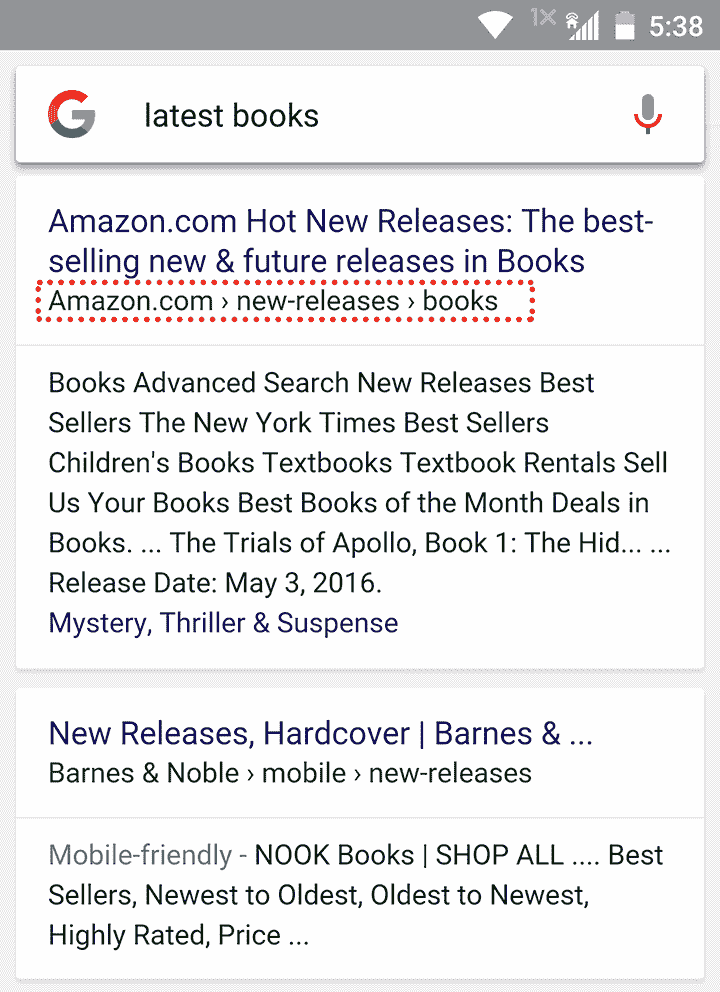 1X 5:38
latest books
Amazon.com Hot New Releases: The best-
selling new & future releases in Books
Amazon.com › new-releases › books
Books Advanced Search New Releases Best
Sellers The New York Times Best Sellers
Children's Books Textbooks Textbook Rentals Sell
Us Your Books Best Books of the Month Deals in
Books. ... The Trials of Apollo, Book 1: The Hid... ...
Release Date: May 3, 2016.
Mystery, Thriller & Suspense
New Releases, Hardcover | Barnes & ...
Barnes & Noble › mobile › new-releases
Mobile-friendly - NOOK Books | SHOP ALL .... Best
Sellers, Newest to Oldest, Oldest to Newest,
Highly Rated, Price ...